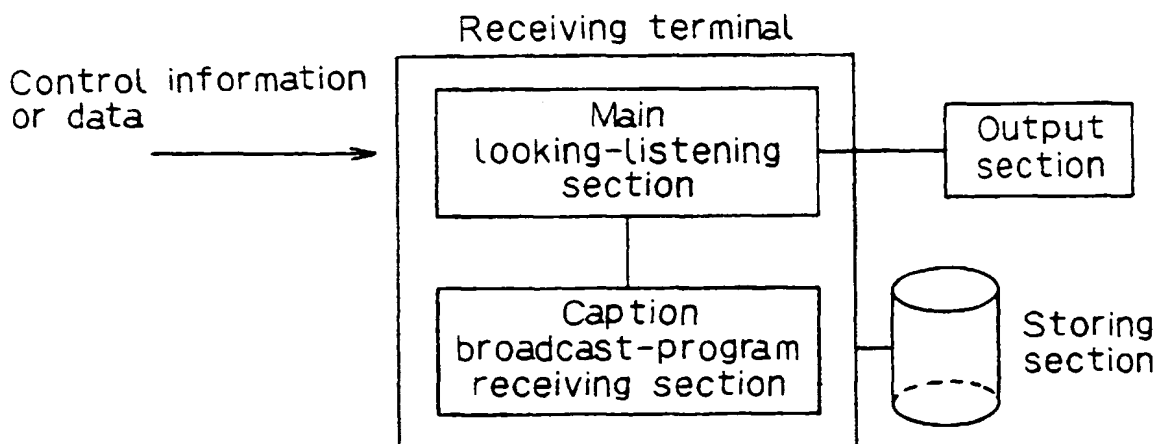 Receiving terminal
Control information
or data
Main
looking-listening
section
Output
section
Caption
broadcast-program
receiving section
Storing
section